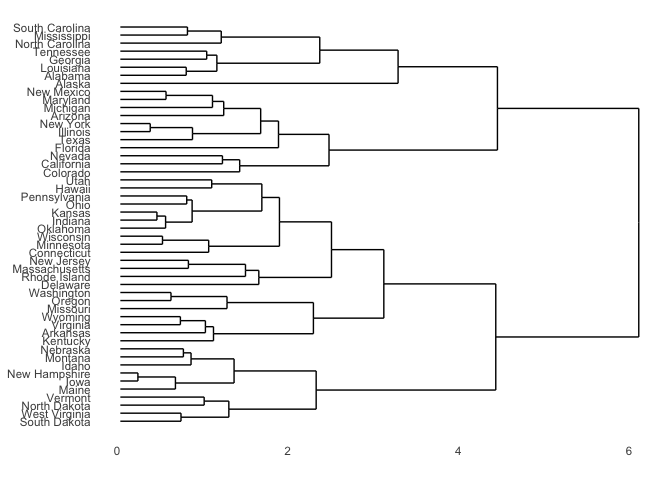 South Carolina
Mississippi
North Carolina
Tennessee
Georgia
Louisiana
Alabama
Alaska
New Mexico
Maryland
Michigan
Arizona
New York
Illinois
Texas
Florida
Nevada
California
Colorado
Utah
Hawaii
Pennsylvania
Ohio
Kansas
Indiana
Oklahoma
Wisconsin
Minnesota
Connecticut
New Jersey
Massachusetts
Rhode Island
Delaware
Washington
Oregon
Missouri
Wyoming
Virginia
Arkansas
Kentucky
Nebraska
Montana
Idaho
New Hampshire
Iowa
Maine
Vermont
North Dakota
West Virginia
South Dakota
0 2 4 6